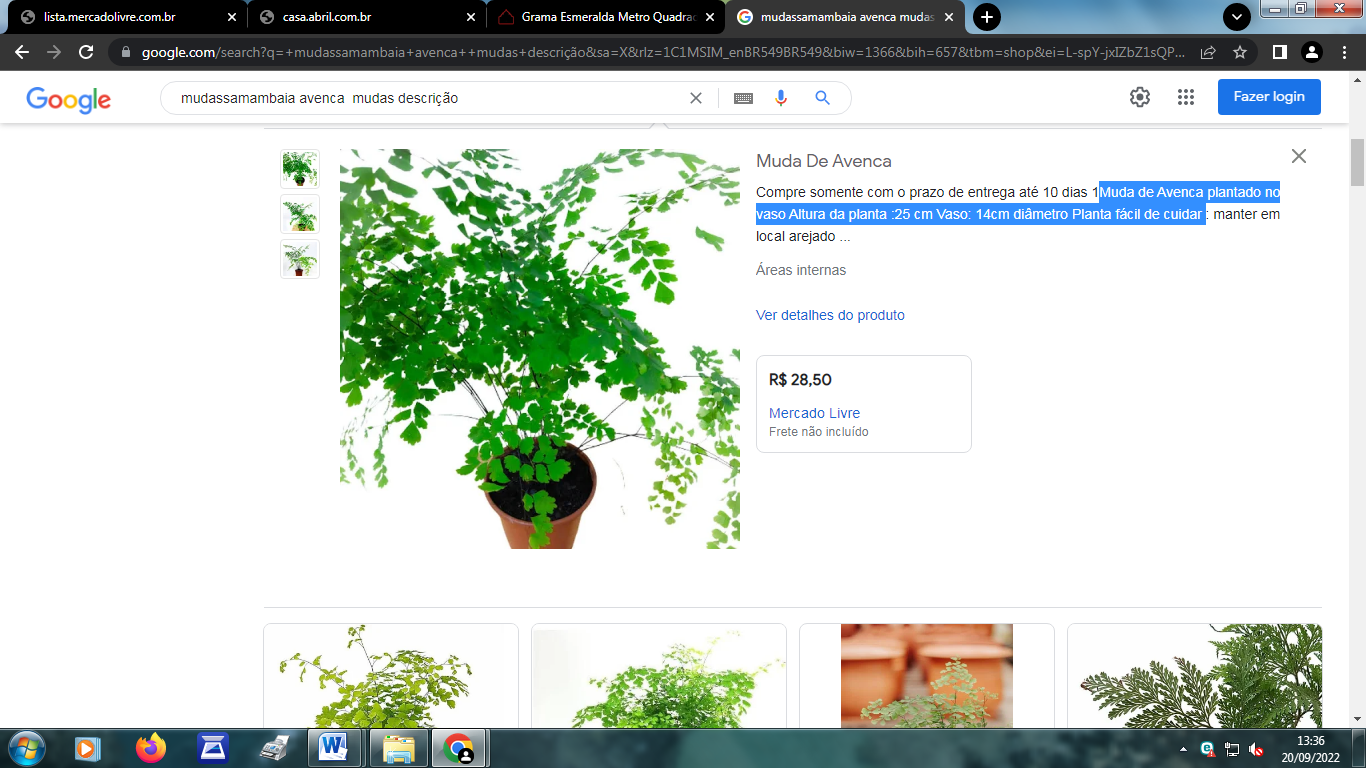 lista.mercadolivre.com.br
casa.abril.com.br
Grama Esmeralda Metro Quadrad
mudassamambaia avenca mudas
google.com/search?q=+mudassamambaia+avenca++mudas+descrição&sa=X&rlz=1C1MSIM_enBR549BR549&biw=1366&bih=657&tbm=shop&ei=L-spY-jxIZbZ1sQP...
Google
mudassamambaia avenca mudas descrição
Fazer login
Muda De Avenca
Compre somente com o prazo de entrega até 10 dias 1Muda de Avenca plantado no
vaso Altura da planta :25 cm Vaso: 14cm diâmetro Planta fácil de cuidar : manter em
local arejado ...
Áreas internas
Ver detalhes do produto
R$ 28,50
Mercado Livre
Frete não incluído
13:36
20/09/2022